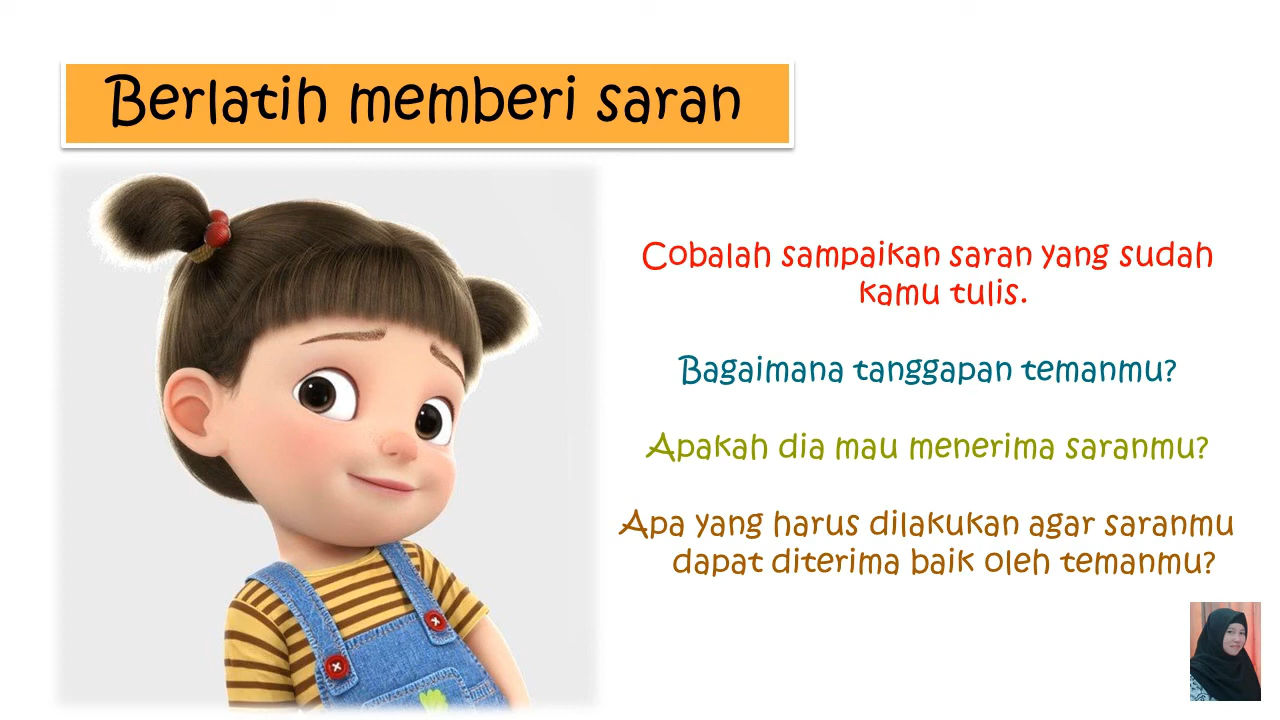 Berlatih memberi saran
Cobalah sampaikan saran yang sudah
kamu tulis.
Bagaimana tanggapan temanmu?
Apakah dia mau menerima saranmu?
Apa yang harus dilakukan agar saranmu
dapat diterima baik oleh temanmu?